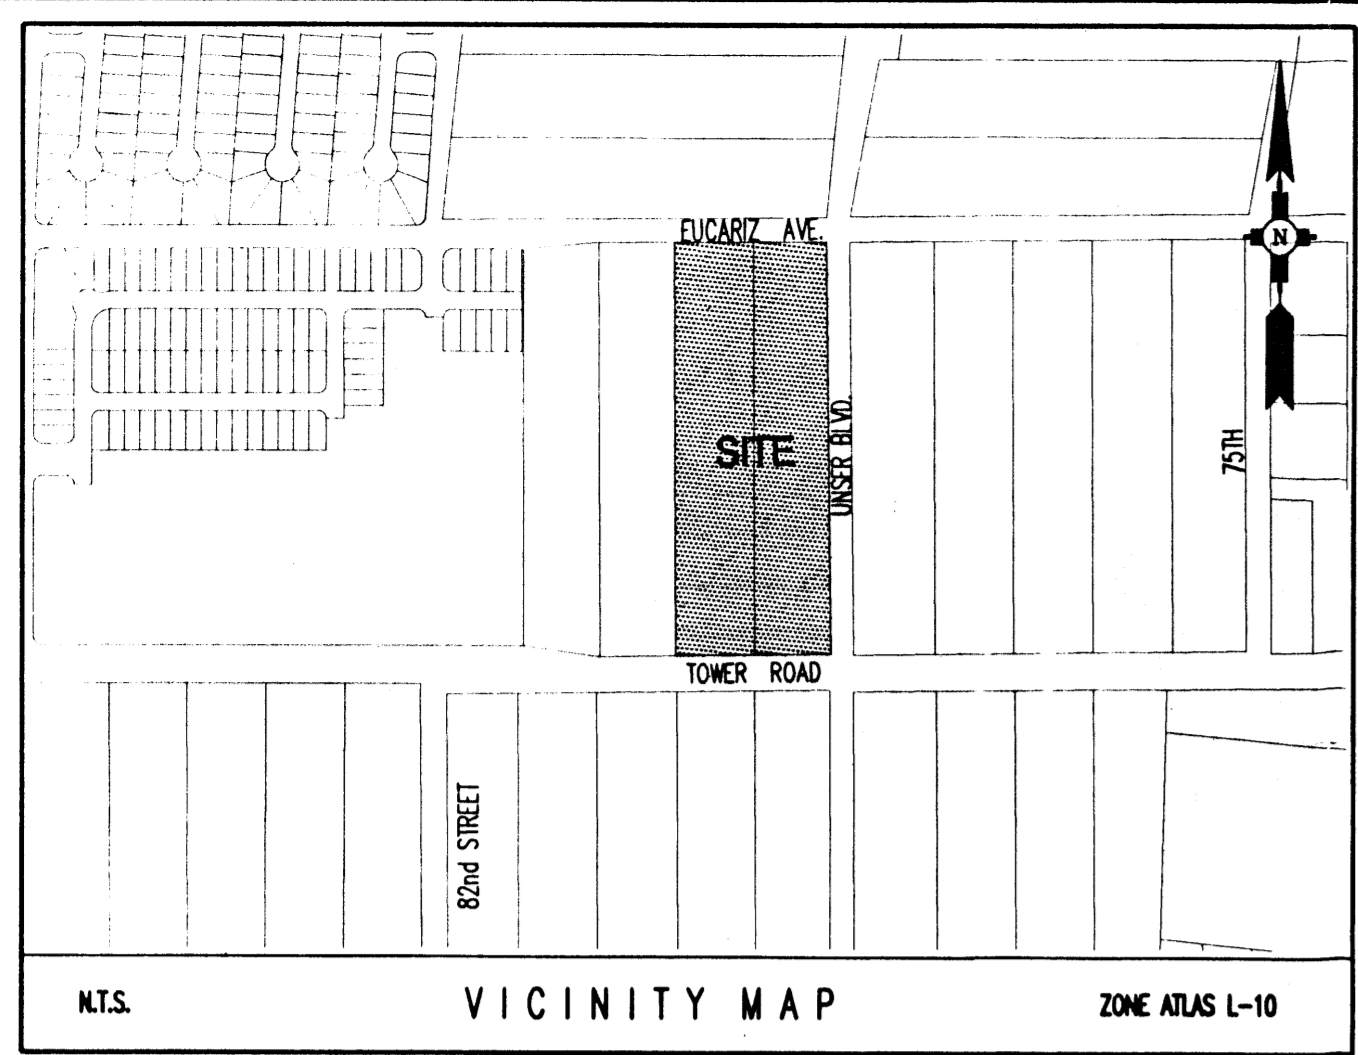 EUCARIZ AVE.
N
SITE
UNSER BLVD.
75TH
TOWER ROAD
82nd STREET
N.T.S.
VICINITY MAP
ZONE ATLAS L-10